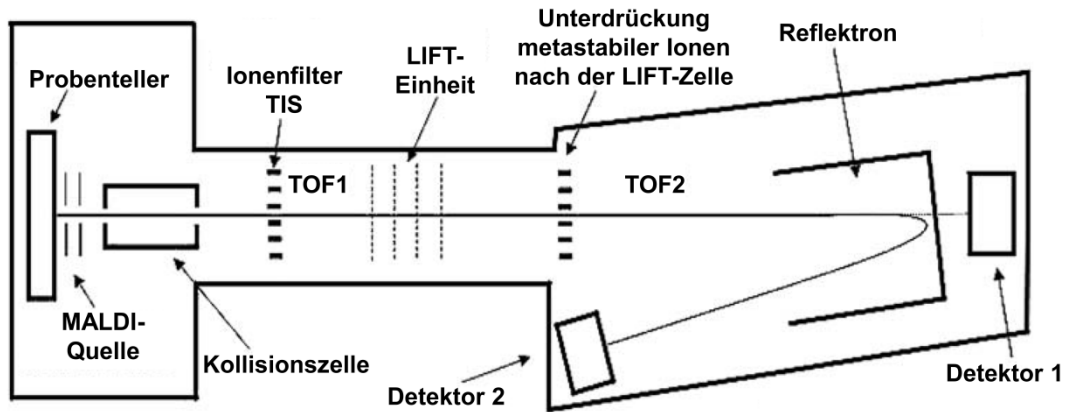 Probenteller
Ionenfilter
TIS
LIFT-
Einheit
Unterdrückung
metastabiler Ionen
nach der LIFT-Zelle
Reflektron
TOF1
TOF2
MALDI-
Quelle
Kollisionszelle
Detektor 2
Detektor 1